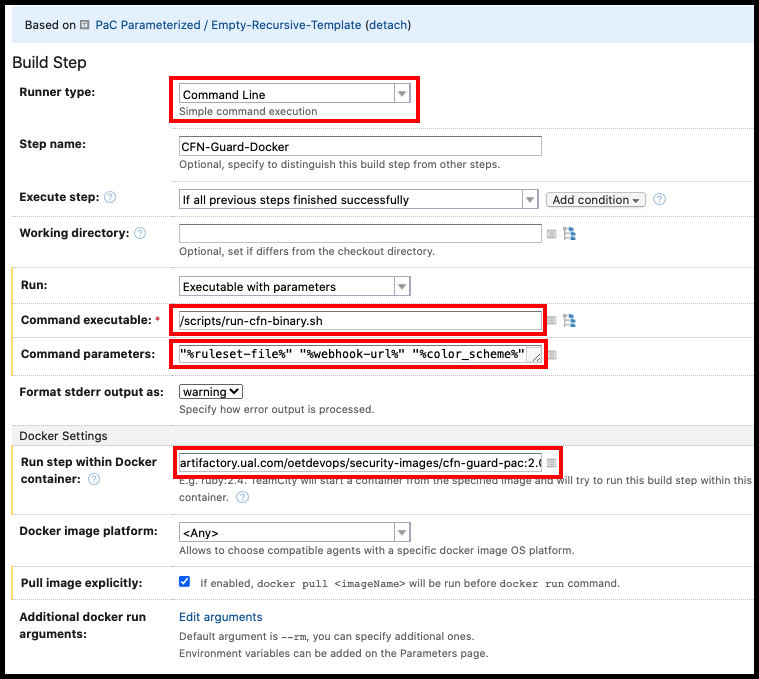 Based on PaC Parameterized / Empty-Recursive-Template (detach)
Build Step
Runner type:
Command Line
Simple command execution
Step name:
CFN-Guard-Docker
Optional, specify to distinguish this build step from other steps.
Execute step:
If all previous steps finished successfully
Add condition
Working directory:
Optional, set if differs from the checkout directory.
Run:
Executable with parameters
Command executable: *
/scripts/run-cfn-binary.sh
Command parameters:
"%ruleset-file%" "%webhook-url%" "%color_scheme%"
Format stderr output as:
warning
Specify how error output is processed.
Docker Settings
Run step within Docker
container:
artifactory.ual.com/oetdevops/security-images/cfn-guard-pac:2.0
E.g. ruby:2.4. TeamCity will start a container from the specified image and will try to run this build step within this
container.
Docker image platform:
<Any>
Allows to choose compatible agents with a specific docker image OS platform.
Pull image explicitly:
If enabled, docker pull <imageName> will be run before docker run command.
Additional docker run
arguments:
Edit arguments
Default argument is --rm, you can specify additional ones.
Environment variables can be added on the Parameters page.